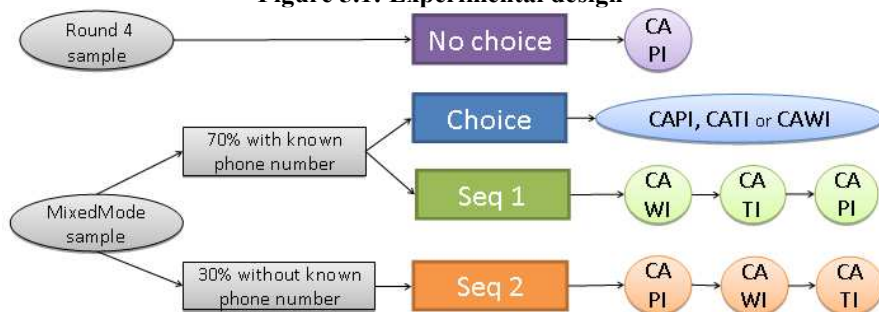 Figure 3.1: Experimental design
Round 4
sample
No choice
CA
PI
70% with known
phone number
Choice
CAPI, CATI or CAWI
Seq 1
CA
WI
CA
TI
CA
PI
MixedMode
sample
30% without known
phone number
Seq 2
CA
PI
CA
WI
CA
TI